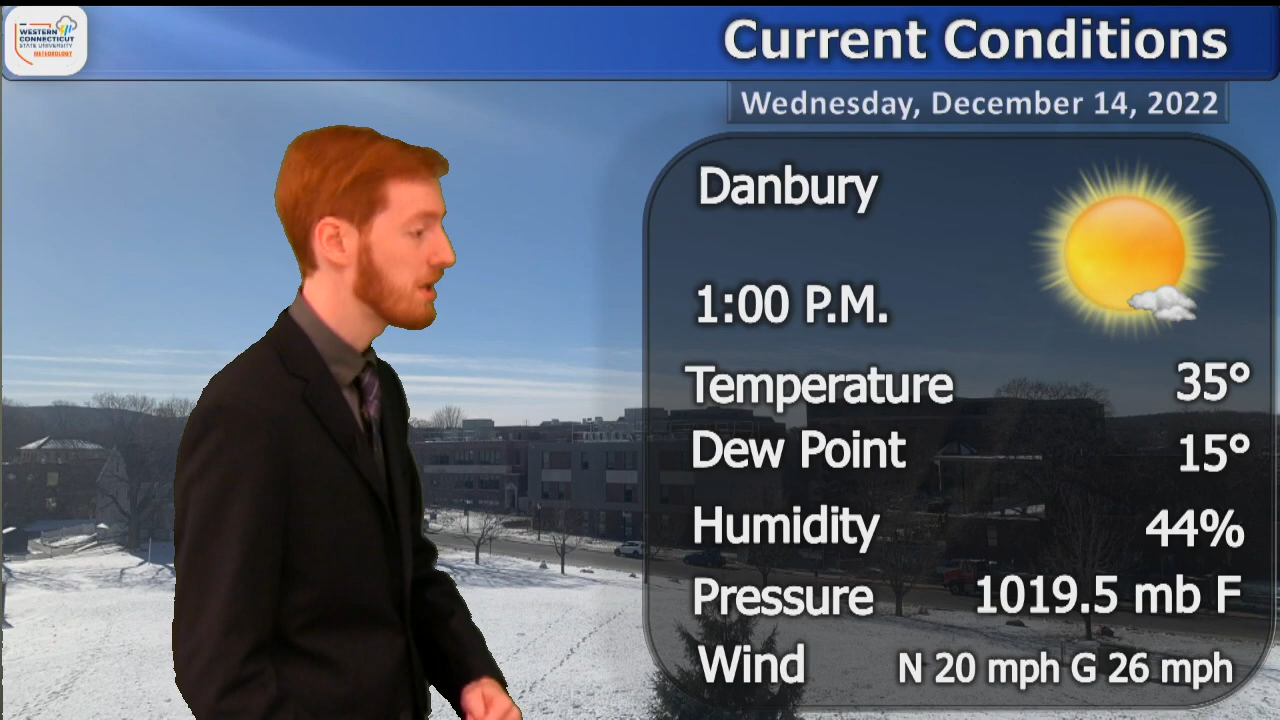 WESTERN
CONNECTICUT
STATE UNIVERSITY
METEOROLOGY
Current Conditions
Wednesday, December 14, 2022
Danbury
1:00 P.M.
Temperature 35°
Dew Point 15°
Humidity 44%
Pressure 1019.5 mb F
Wind N 20 mph G 26 mph